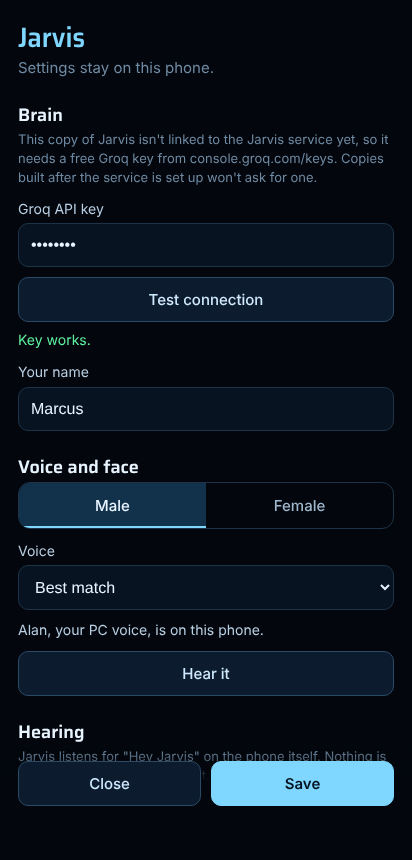 Jarvis
Settings stay on this phone.
Brain
This copy of Jarvis isn't linked to the Jarvis service yet, so it
needs a free Groq key from console.groq.com/keys. Copies
built after the service is set up won't ask for one.
Groq API key
••••••••
Test connection
Key works.
Your name
Marcus
Voice and face
Male Female
Voice
Best match
Alan, your PC voice, is on this phone.
Hear it
Hearing
Jarvis listens for "Hey Jarvis" on the phone itself. Nothing is
Close Save